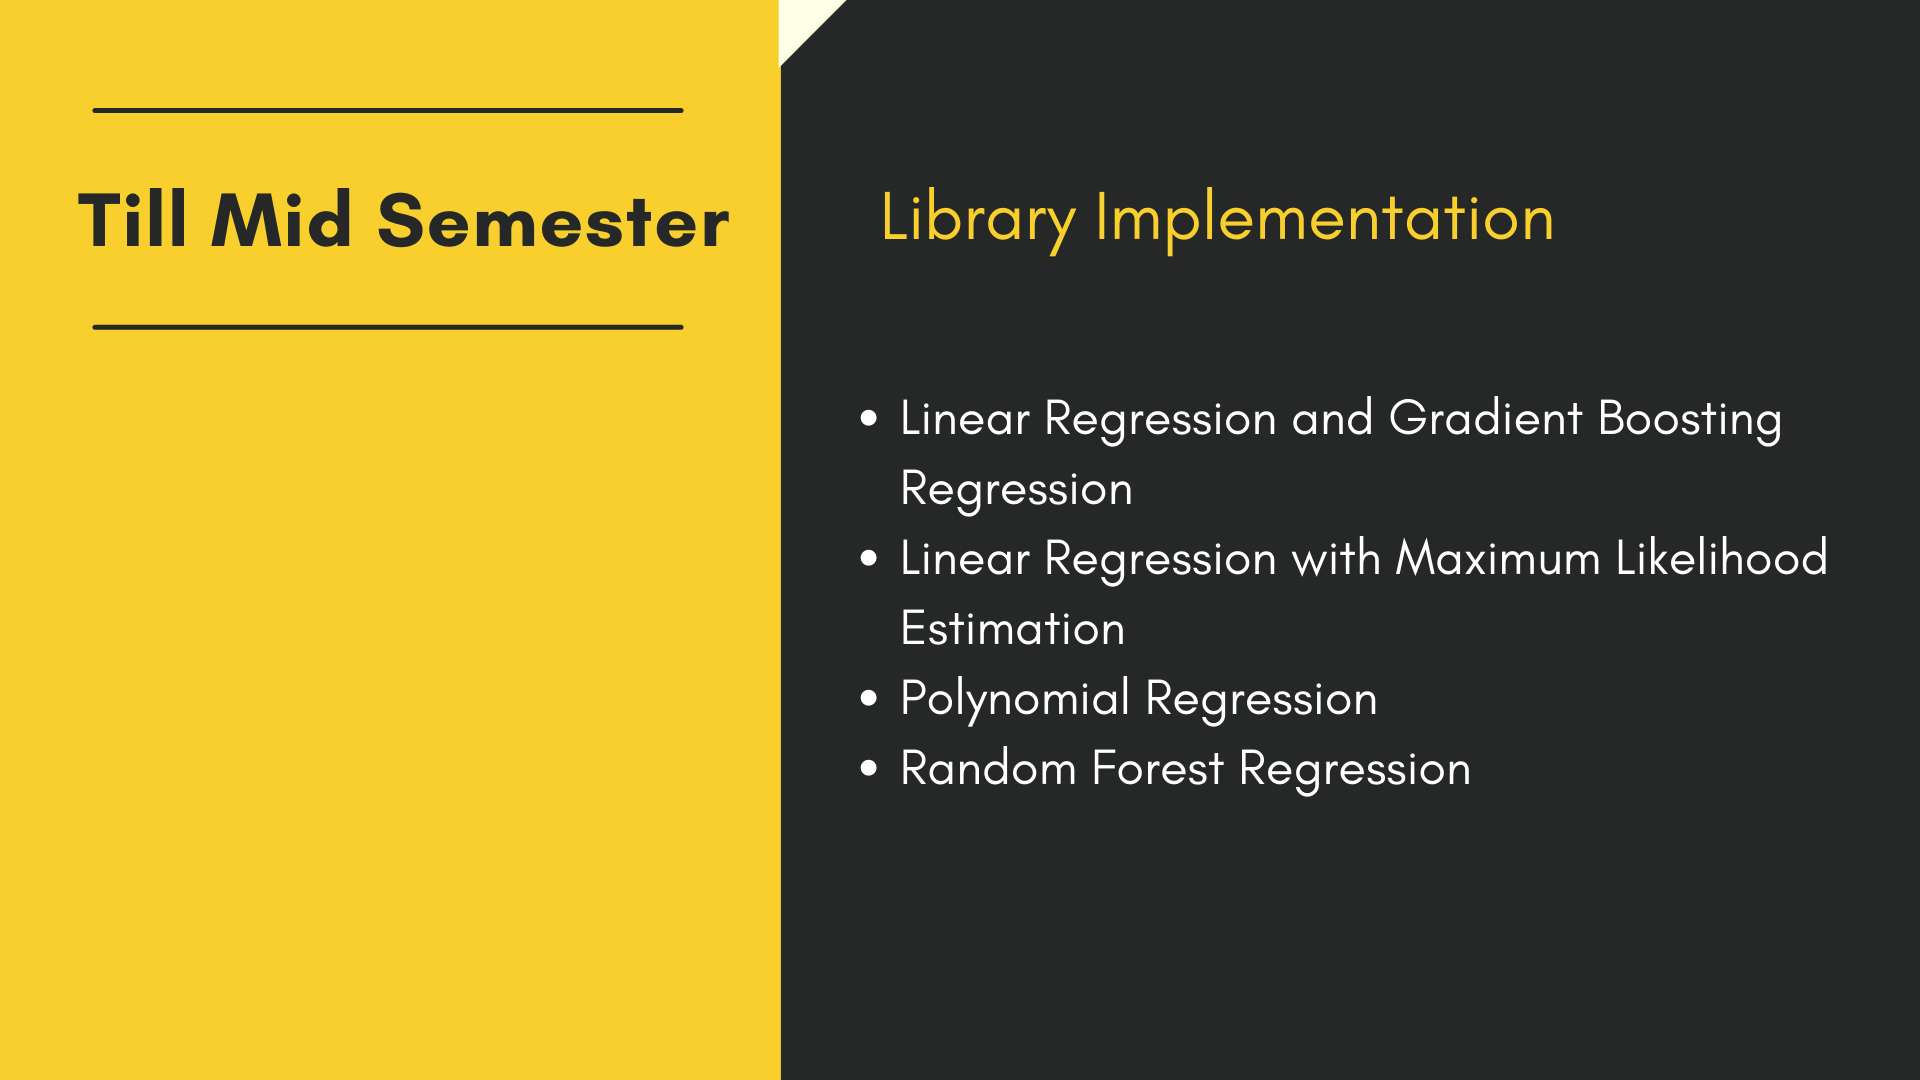 Till Mid Semester
Library Implementation
• Linear Regression and Gradient Boosting
Regression
• Linear Regression with Maximum Likelihood
Estimation
• Polynomial Regression
• Random Forest Regression